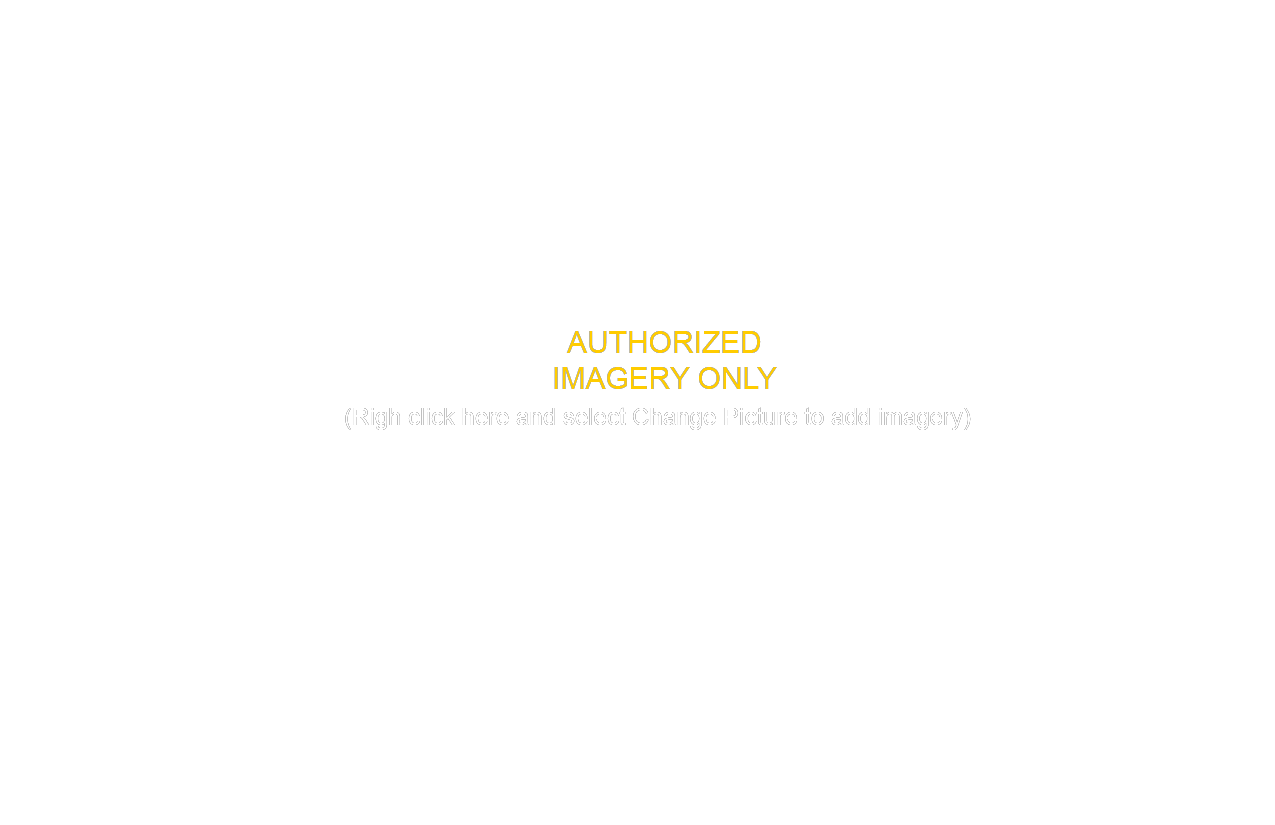 AUTHORIZED
IMAGERY ONLY
(Righ click here and select Change Picture to add imagery)